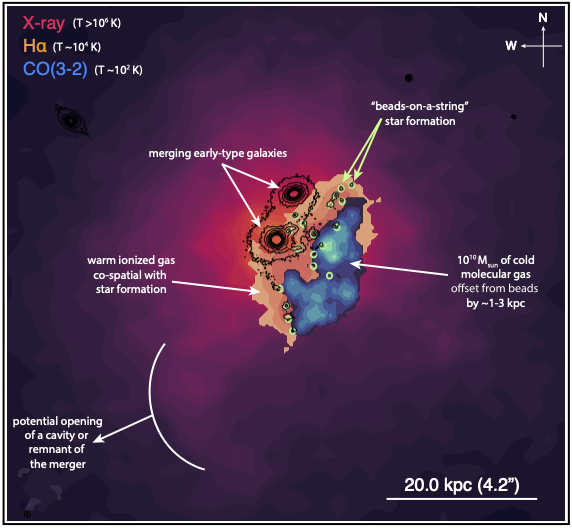 X-ray (T >10⁶ K)
Hα (T ~10⁴ K)
CO(3-2) (T ~10² K)
N
W
"beads-on-a-string"
star formation
merging early-type galaxies
warm ionized gas
co-spatial with
star formation
10¹⁰ Msun of cold
molecular gas
offset from beads
by ~1-3 kpc
potential opening
of a cavity or
remnant of
the merger
20.0 kpc (4.2")